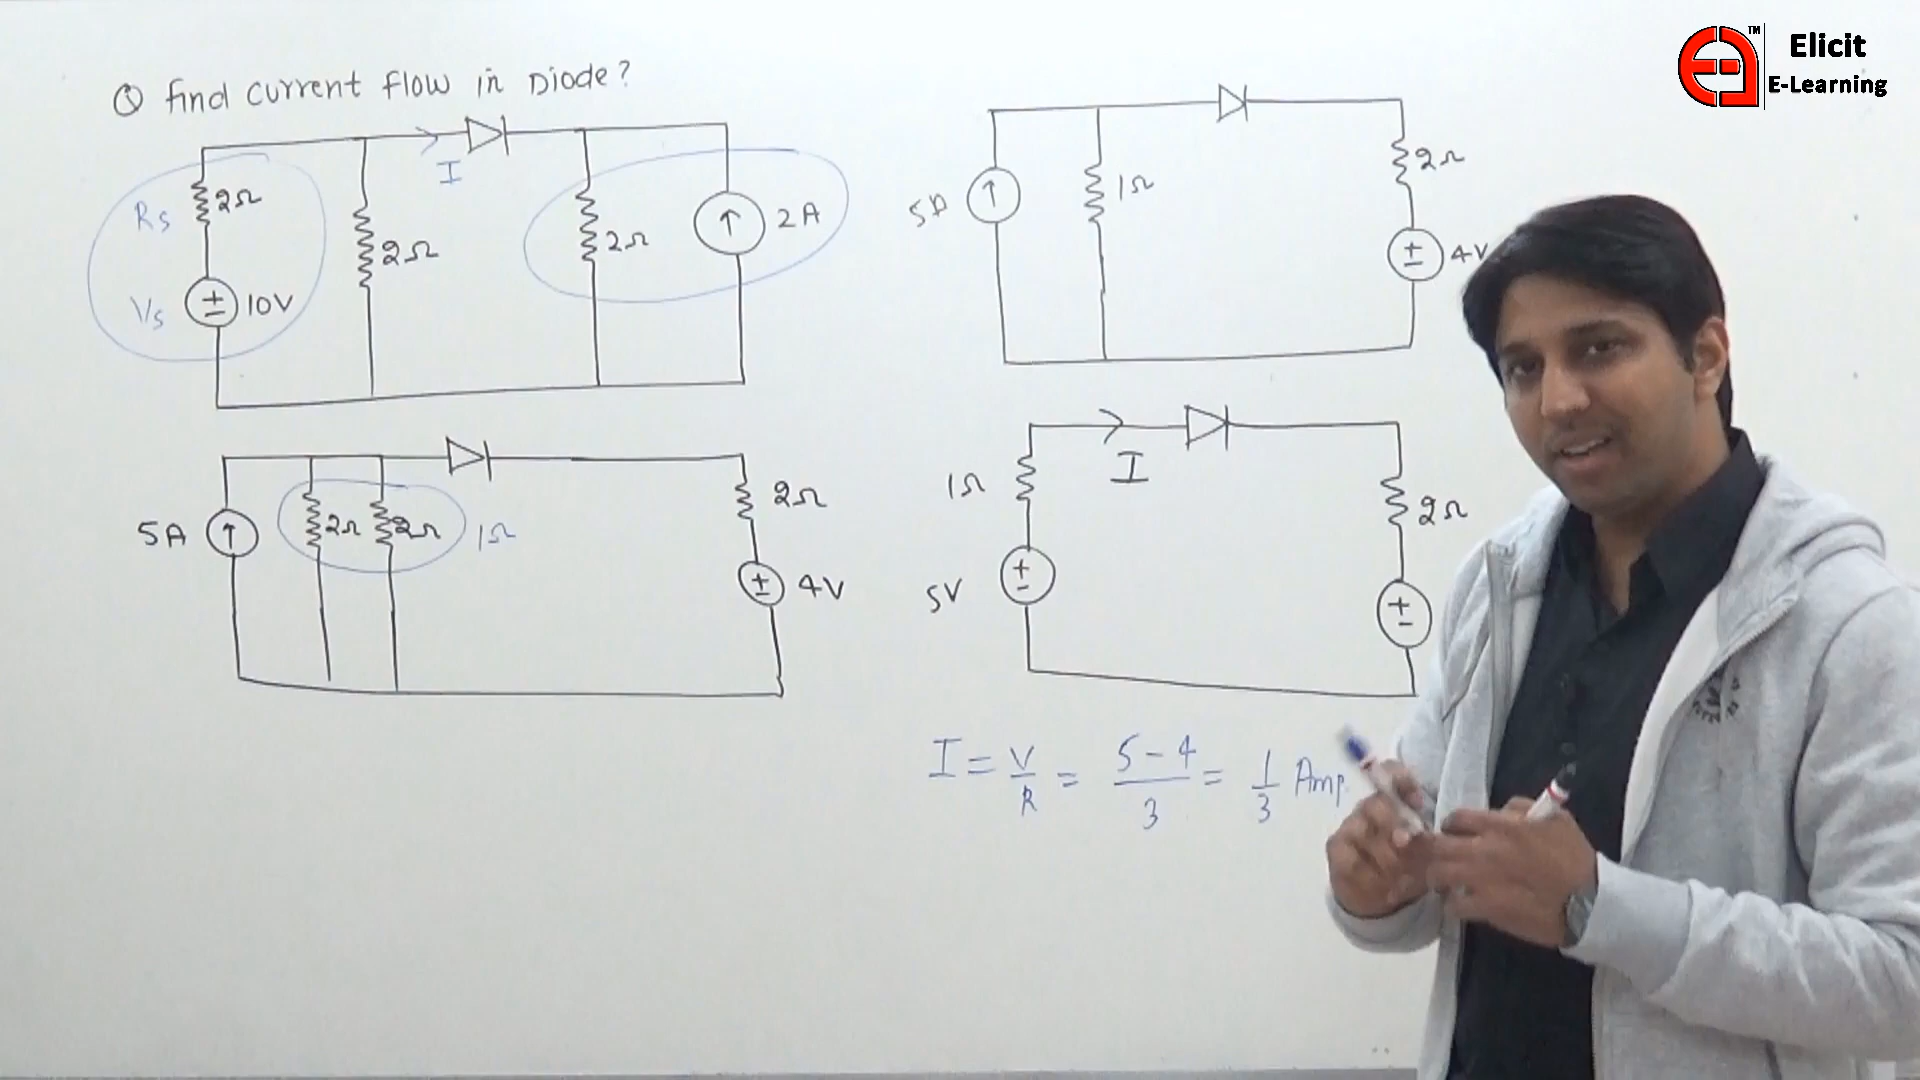 Q find current flow in Diode?
I
Rs 2Ω
2Ω
2Ω
2A
Vs ± 10V
5A
2Ω 2Ω 1Ω
2Ω
± 4V
5A
1Ω
2Ω
± 4V
I
1Ω
2Ω
5V
+
-
+
-
I = V/R = 5-4/3 = 1/3 Amp.
TM
Elicit
E-Learning